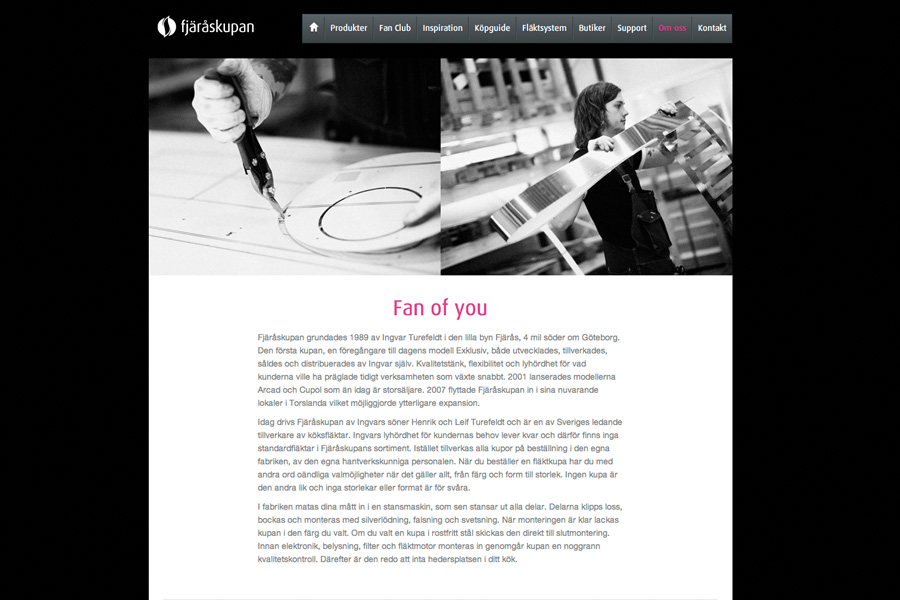 fjäråskupan
Produkter Fan Club Inspiration Köpguide Fläktsystem Butiker Support Om oss Kontakt
Fan of you
Fjäråskupan grundades 1989 av Ingvar Turefeldt i den lilla byn Fjärås, 4 mil söder om Göteborg.
Den första kupan, en föregångare till dagens modell Exklusiv, både utvecklades, tillverkades,
såldes och distribuerades av Ingvar själv. Kvalitetstänk, flexibilitet och lyhördhet för vad
kunderna ville ha präglade tidigt verksamheten som växte snabbt. 2001 lanserades modellerna
Arcad och Cupol som än idag är storsäljare. 2007 flyttade Fjäråskupan in i sina nuvarande
lokaler i Torslanda vilket möjliggjorde ytterligare expansion.
Idag drivs Fjäråskupan av Ingvars söner Henrik och Leif Turefeldt och är en av Sveriges ledande
tillverkare av köksfläktar. Ingvars lyhördhet för kundernas behov lever kvar och därför finns inga
standardfläktar i Fjäråskupans sortiment. Istället tillverkas alla kupor på beställning i den egna
fabriken, av den egna hantverkskunniga personalen. När du beställer en fläktkupa har du med
andra ord oändliga valmöjligheter när det gäller allt, från färg och form till storlek. Ingen kupa är
den andra lik och inga storlekar eller format är för svåra.
I fabriken matas dina mått in i en stansmaskin, som sen stansar ut alla delar. Delarna klipps loss,
bockas och monteras med silverlödning, falsning och svetsning. När monteringen är klar lackas
kupan i den färg du valt. Om du valt en kupa i rostfritt stål skickas den direkt till slutmontering.
Innan elektronik, belysning, filter och fläktmotor monteras in genomgår kupan en noggrann
kvalitetskontroll. Därefter är den redo att inta hedersplatsen i ditt kök.